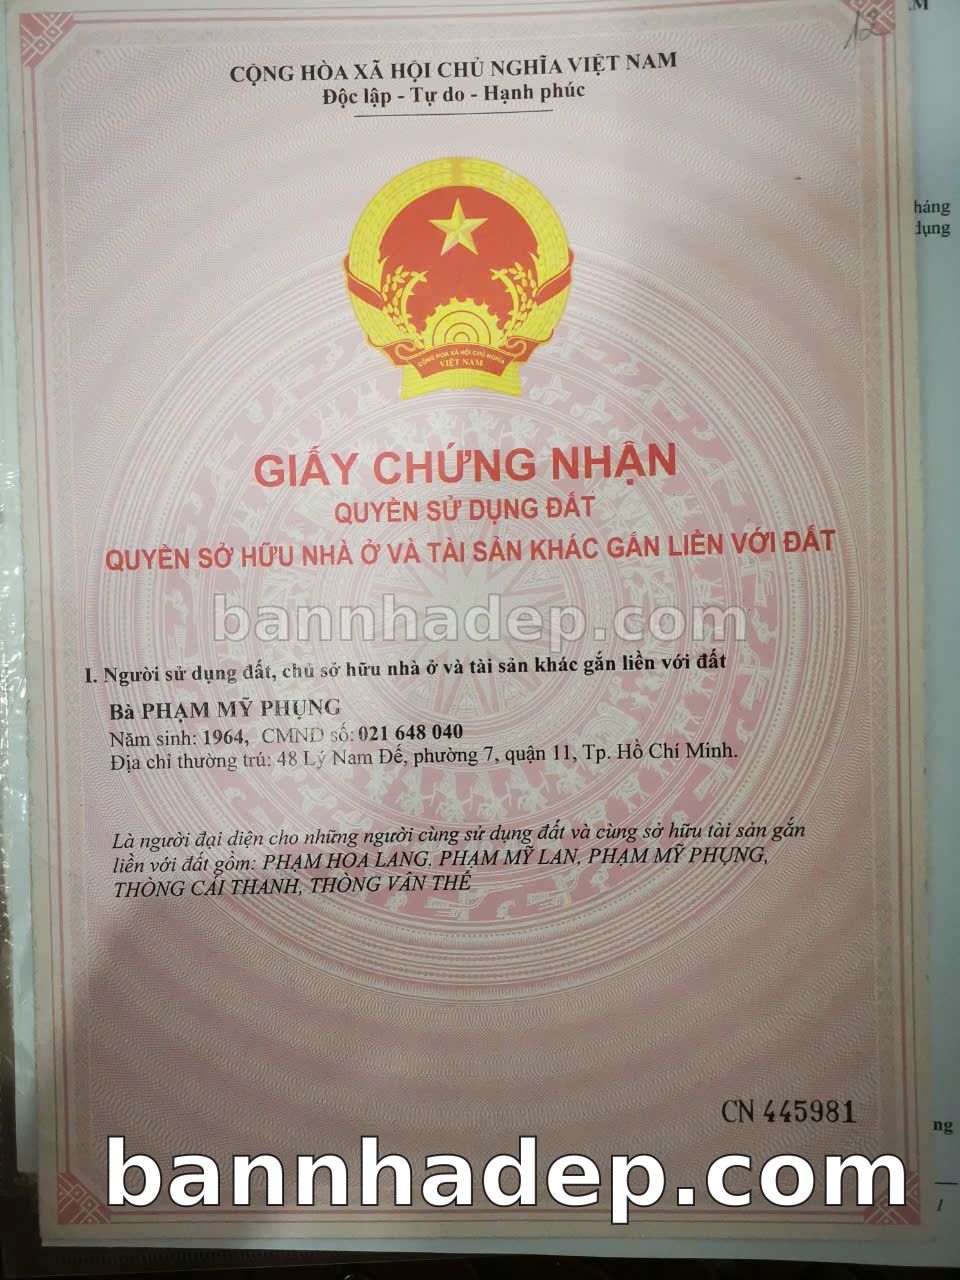 12
CỘNG HÒA XÃ HỘI CHỦ NGHĨA VIỆT NAM
Độc lập - Tự do - Hạnh phúc
háng
dụng
CỘNG HOÀ XÃ HỘI CHỦ NGHĨA
VIỆT NAM
GIẤY CHỨNG NHẬN
QUYỀN SỬ DỤNG ĐẤT
QUYỀN SỞ HỮU NHÀ Ở VÀ TÀI SẢN KHÁC GẮN LIỀN VỚI ĐẤT
bannhadep.com
I. Người sử dụng đất, chủ sở hữu nhà ở và tài sản khác gắn liền với đất
Bà PHẠM MỸ PHỤNG
Năm sinh: 1964, CMND số: 021 648 040
Địa chỉ thường trú: 48 Lý Nam Đế, phường 7, quận 11, Tp. Hồ Chí Minh.
Là người đại diện cho những người cùng sử dụng đất và cùng sở hữu tài sản gắn
liền với đất gồm: PHẠM HOA LANG, PHẠM MỸ LAN, PHẠM MỸ PHỤNG,
THÒNG CÁI THANH, THÒNG VÂN THẾ
CN 445981
ng
bannhadep.com
1